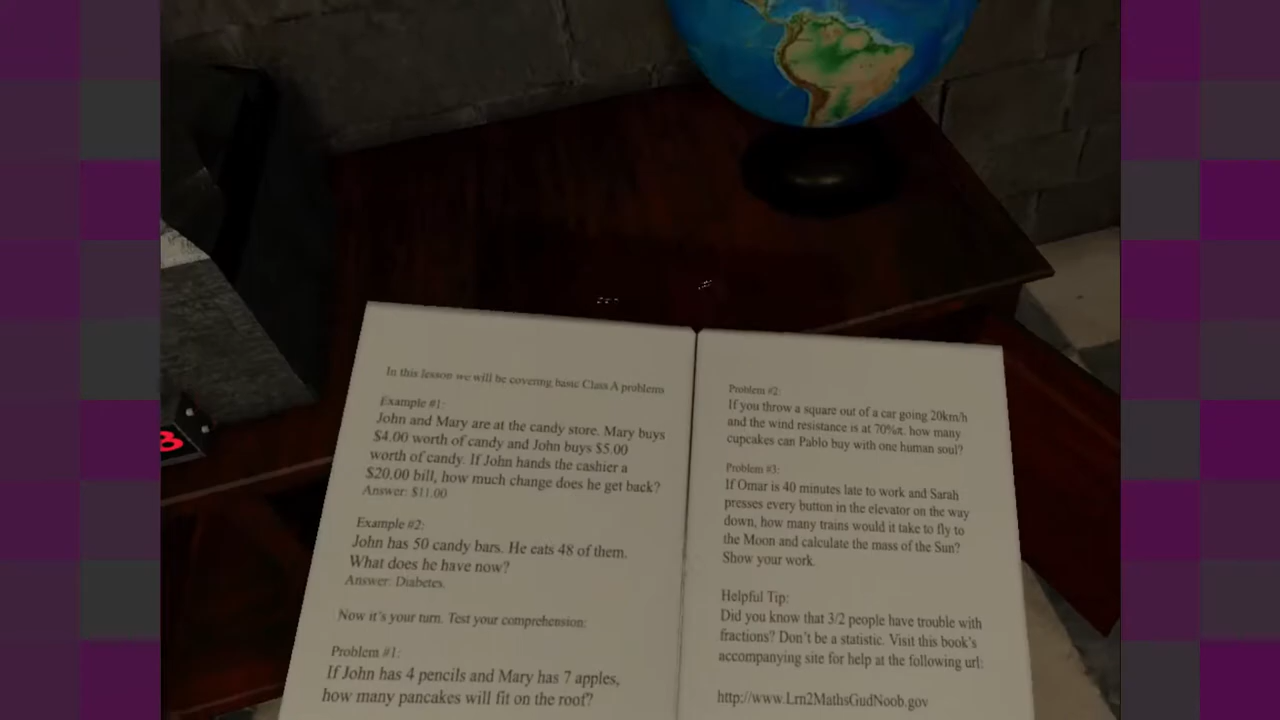 In this lesson we will be covering basic Class A problems
Example #1:
John and Mary are at the candy store. Mary buys
$4.00 worth of candy and John buys $5.00
worth of candy. If John hands the cashier a
$20.00 bill, how much change does he get back?
Answer: $11.00
Example #2:
John has 50 candy bars. He eats 48 of them.
What does he have now?
Answer: Diabetes.
Now it's your turn. Test your comprehension:
Problem #1:
If John has 4 pencils and Mary has 7 apples,
how many pancakes will fit on the roof?
Problem #2:
If you throw a square out of a car going 20km/h
and the wind resistance is at 70%π, how many
cupcakes can Pablo buy with one human soul?
Problem #3:
If Omar is 40 minutes late to work and Sarah
presses every button in the elevator on the way
down, how many trains would it take to fly to
the Moon and calculate the mass of the Sun?
Show your work.
Helpful Tip:
Did you know that 3/2 people have trouble with
fractions? Don't be a statistic. Visit this book's
accompanying site for help at the following url:
http://www.Lrn2MathsGudNoob.gov